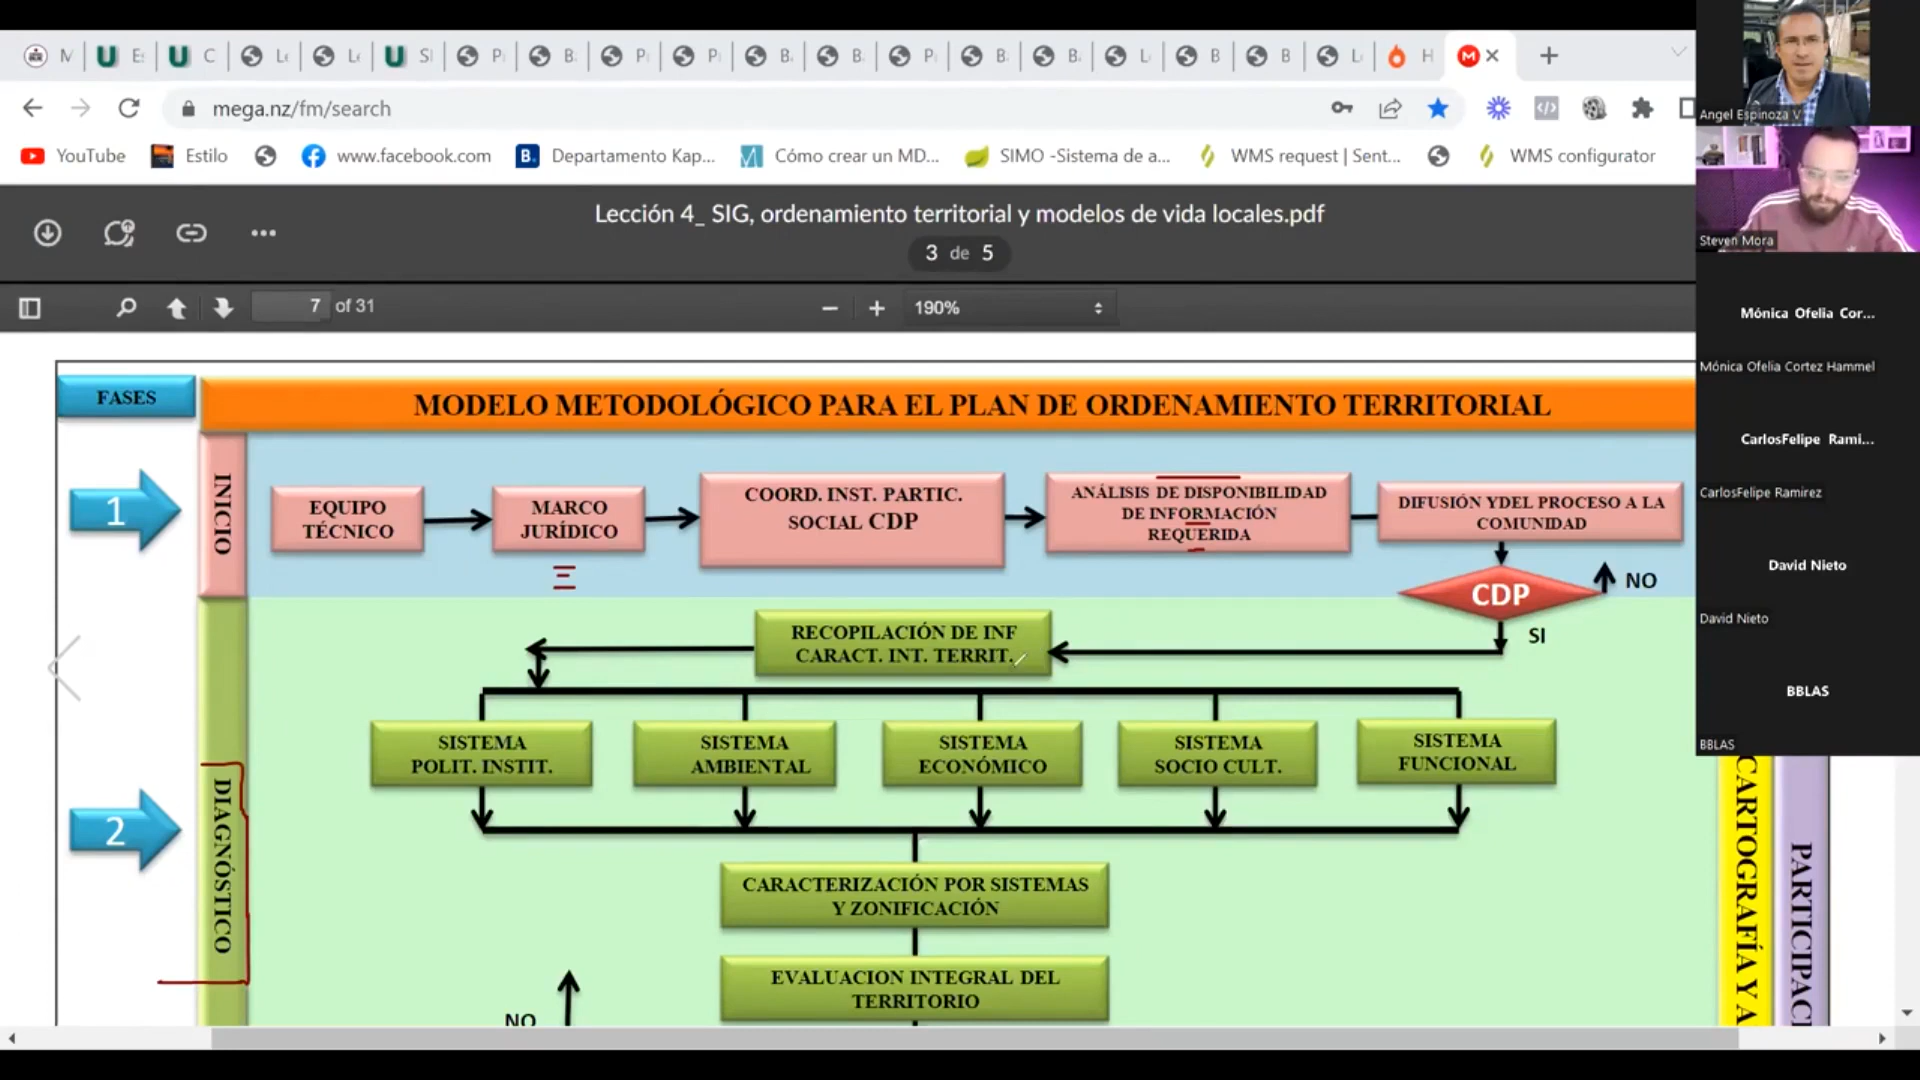 M E: C Le Le SI P B: P P B: B: P B: B: L B B L H
mega.nz/fm/search
YouTube Estilo www.facebook.com B. Departamento Kap... Cómo crear un MD... SIMO -Sistema de a... WMS request | Sent... WMS configurator
Lección 4_ SIG, ordenamiento territorial y modelos de vida locales.pdf
3 de 5
7 of 31
190%
FASES
MODELO METODOLÓGICO PARA EL PLAN DE ORDENAMIENTO TERRITORIAL
1
INICIO
EQUIPO
TÉCNICO
MARCO
JURÍDICO
COORD. INST. PARTIC.
SOCIAL CDP
ANÁLISIS DE DISPONIBILIDAD
DE INFORMACIÓN
REQUERIDA
DIFUSIÓN YDEL PROCESO A LA
COMUNIDAD
CDP
NO
SI
RECOPILACIÓN DE INF
CARACT. INT. TERRIT.
2
DIAGNÓSTICO
SISTEMA
POLIT. INSTIT.
SISTEMA
AMBIENTAL
SISTEMA
ECONÓMICO
SISTEMA
SOCIO CULT.
SISTEMA
FUNCIONAL
CARACTERIZACIÓN POR SISTEMAS
Y ZONIFICACIÓN
EVALUACION INTEGRAL DEL
TERRITORIO
NO
CARTOGRAFÍA Y A
PARTICIPAC
Angel Espinoza V
Steven Mora
Mónica Ofelia Cor...
Mónica Ofelia Cortez Hammel
CarlosFelipe Rami...
CarlosFelipe Ramirez
David Nieto
David Nieto
BBLAS
BBLAS